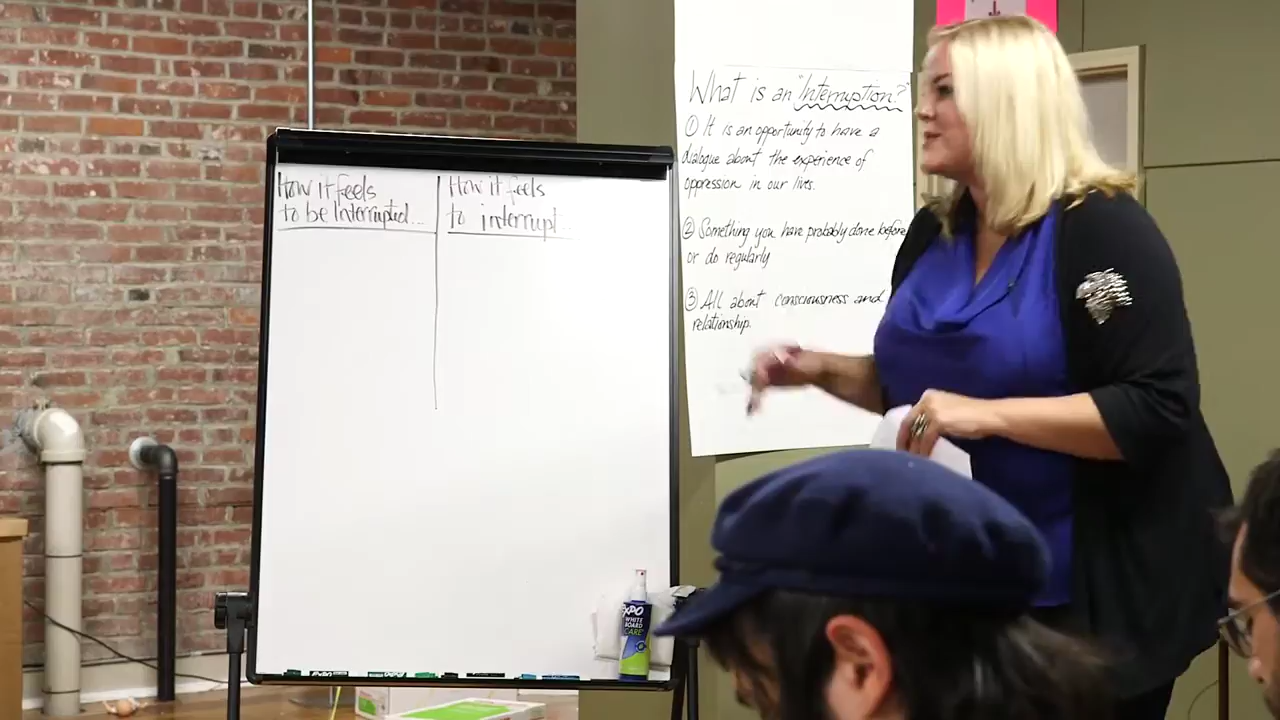 How it feels
to be Interrupted...
How it feels
to interrupt...
What is an "Interruption?"
① It is an opportunity to have a
dialogue about the experience of
oppression in our lives.
② Something you have probably done before
or do regularly
③ All about consciousness and
relationship.
EXPO
WHITE
BOARD
CARE